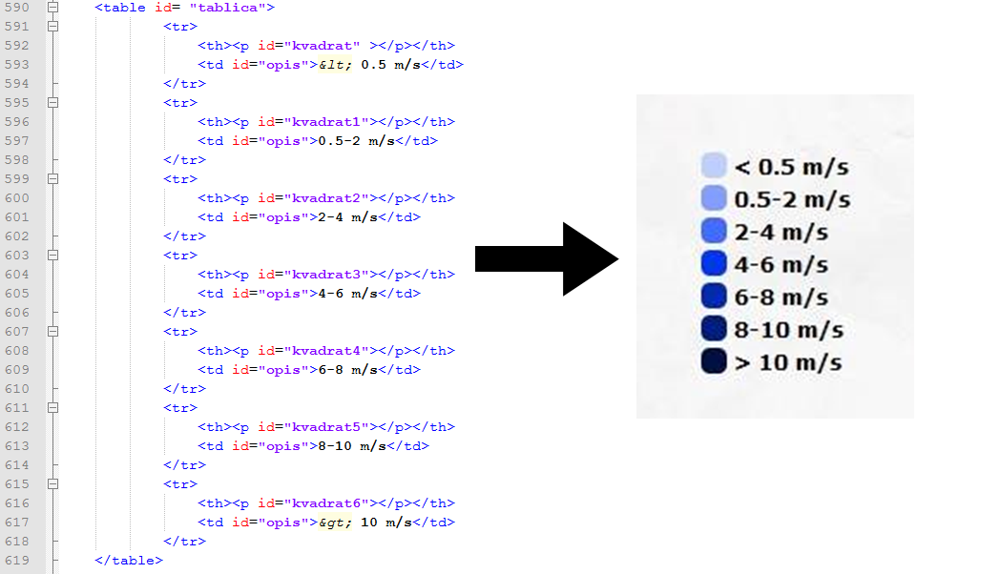 590 <table id= "tablica">
591 <tr>
592 <th><p id="kvadrat" ></p></th>
593 <td id="opis">&lt; 0.5 m/s</td>
594 </tr>
595 <tr>
596 <th><p id="kvadrat1"></p></th>
597 <td id="opis">0.5-2 m/s</td>
598 </tr>
599 <tr>
600 <th><p id="kvadrat2"></p></th>
601 <td id="opis">2-4 m/s</td>
602 </tr>
603 <tr>
604 <th><p id="kvadrat3"></p></th>
605 <td id="opis">4-6 m/s</td>
606 </tr>
607 <tr>
608 <th><p id="kvadrat4"></p></th>
609 <td id="opis">6-8 m/s</td>
610 </tr>
611 <tr>
612 <th><p id="kvadrat5"></p></th>
613 <td id="opis">8-10 m/s</td>
614 </tr>
615 <tr>
616 <th><p id="kvadrat6"></p></th>
617 <td id="opis">&gt; 10 m/s</td>
618 </tr>
619 </table>
< 0.5 m/s
0.5-2 m/s
2-4 m/s
4-6 m/s
6-8 m/s
8-10 m/s
> 10 m/s